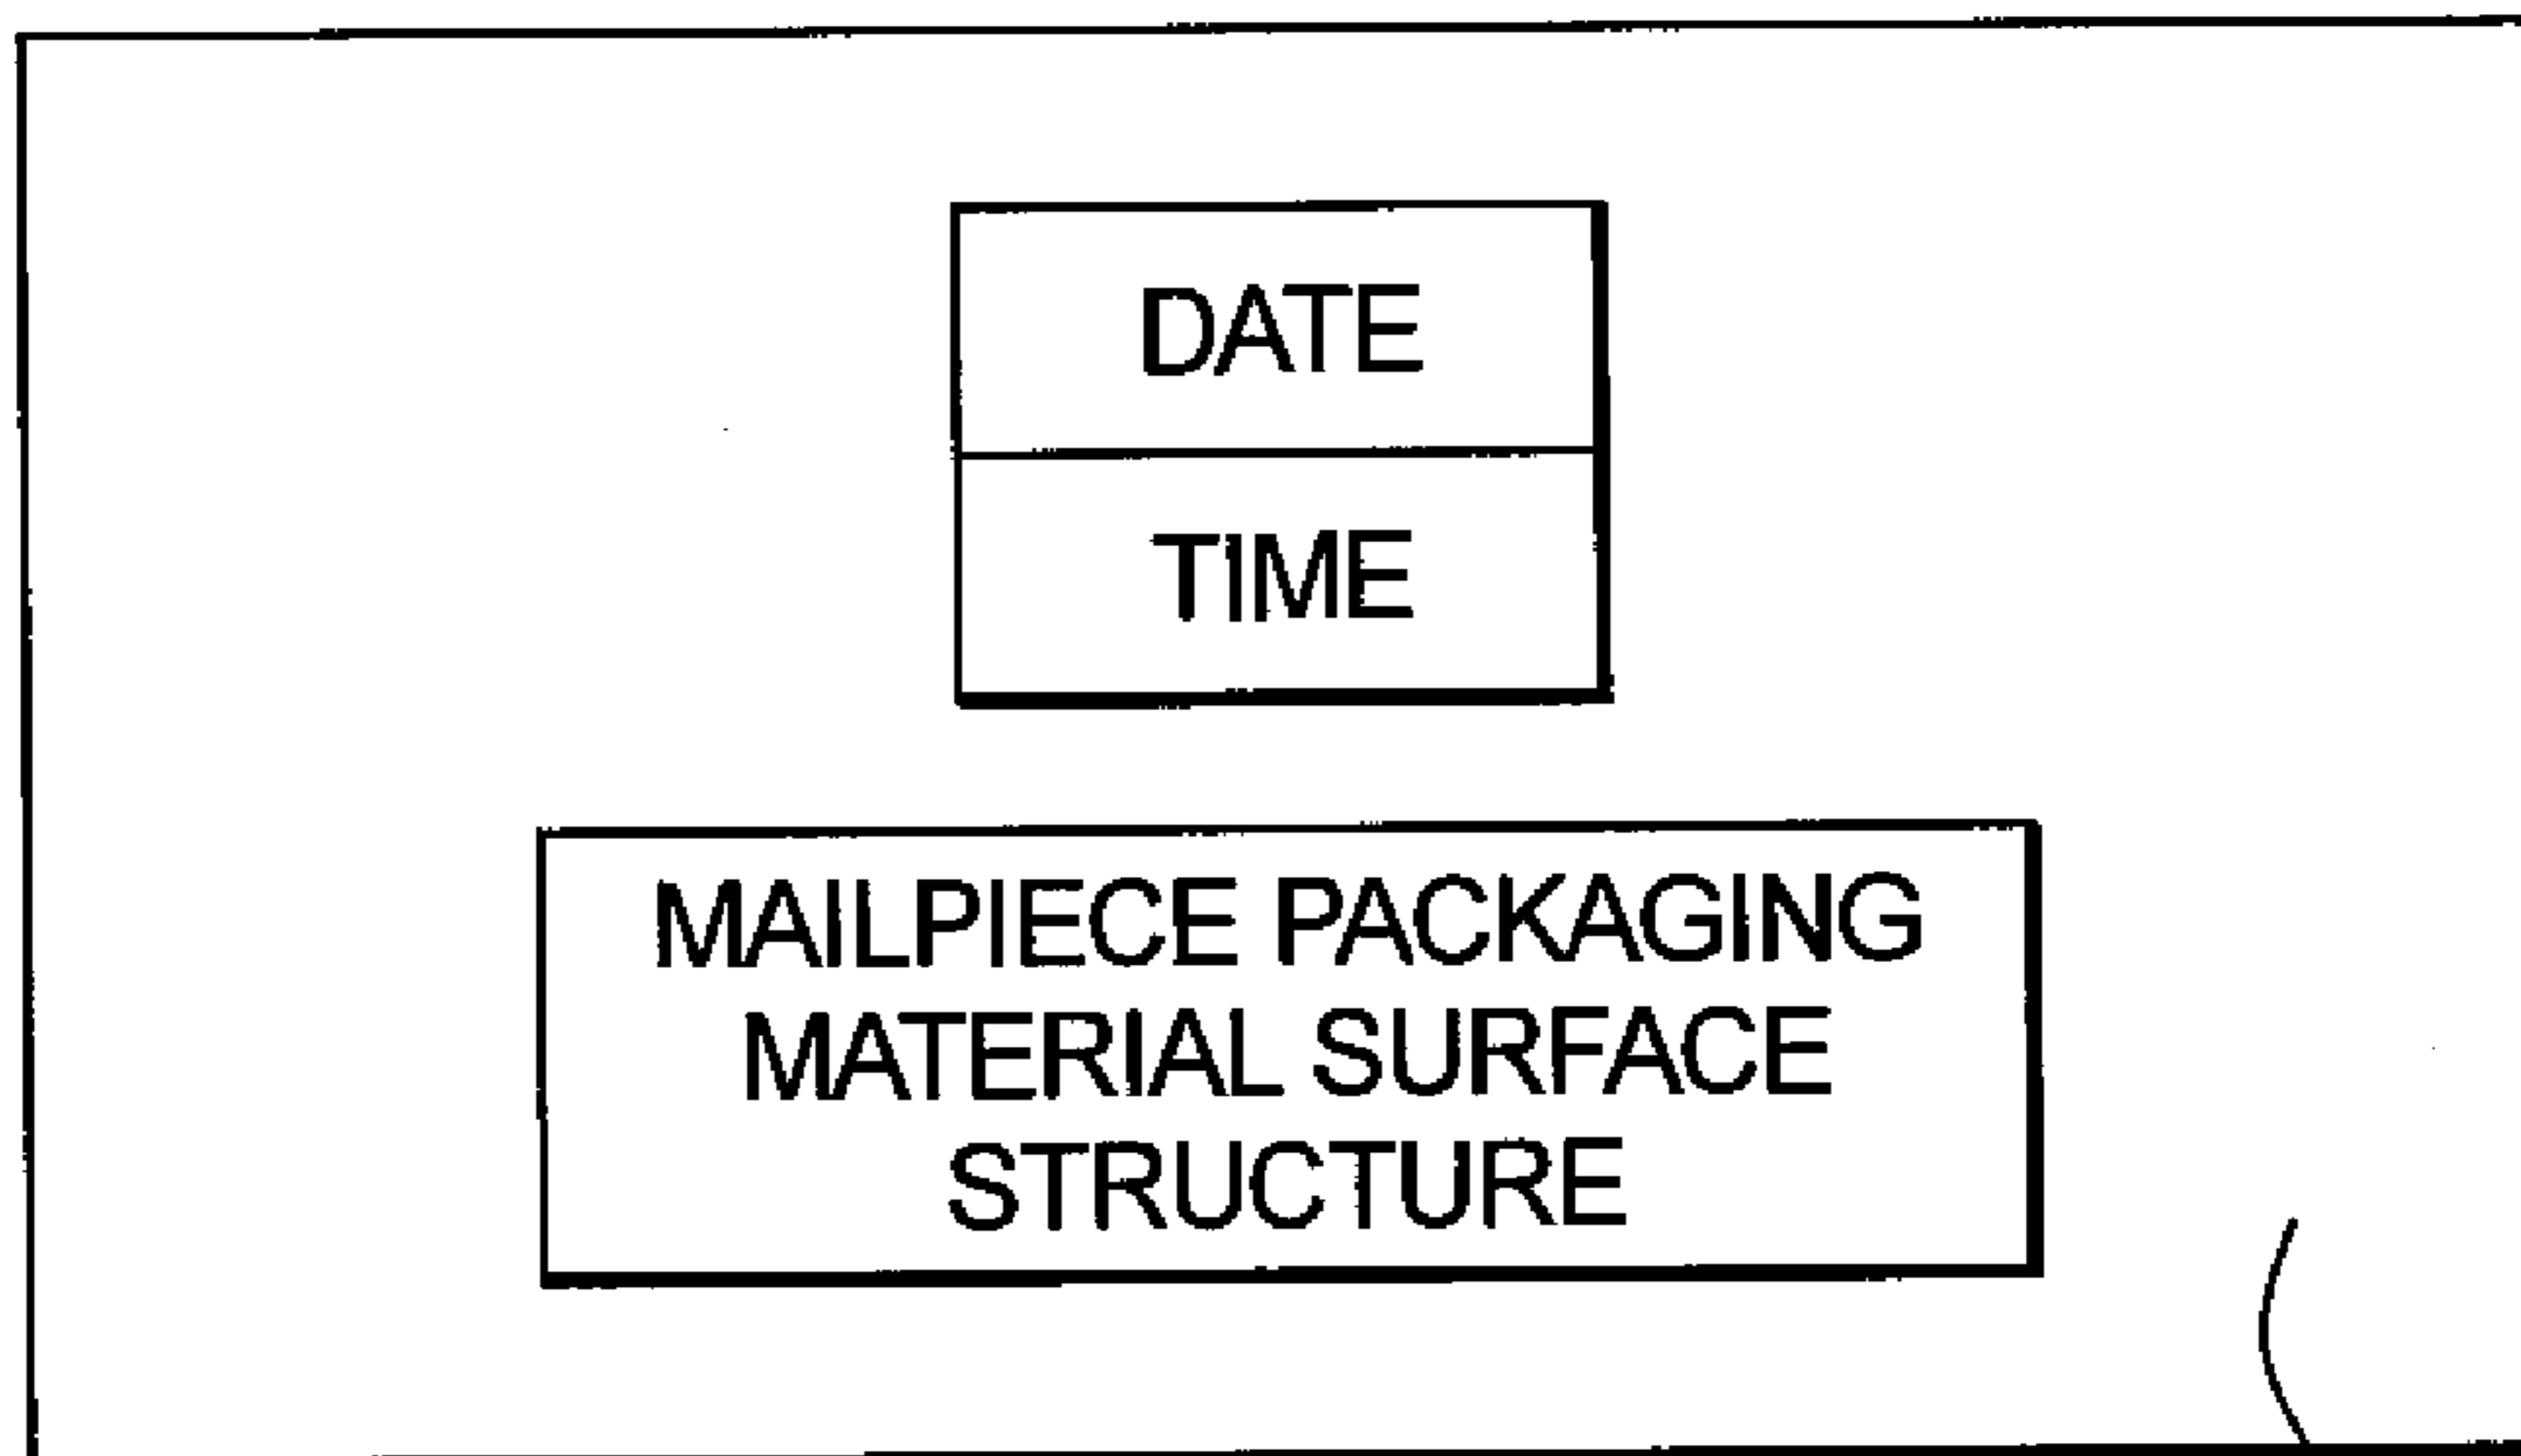 DATE
TIME
MAILPIECE PACKAGING
MATERIAL SURFACE
STRUCTURE